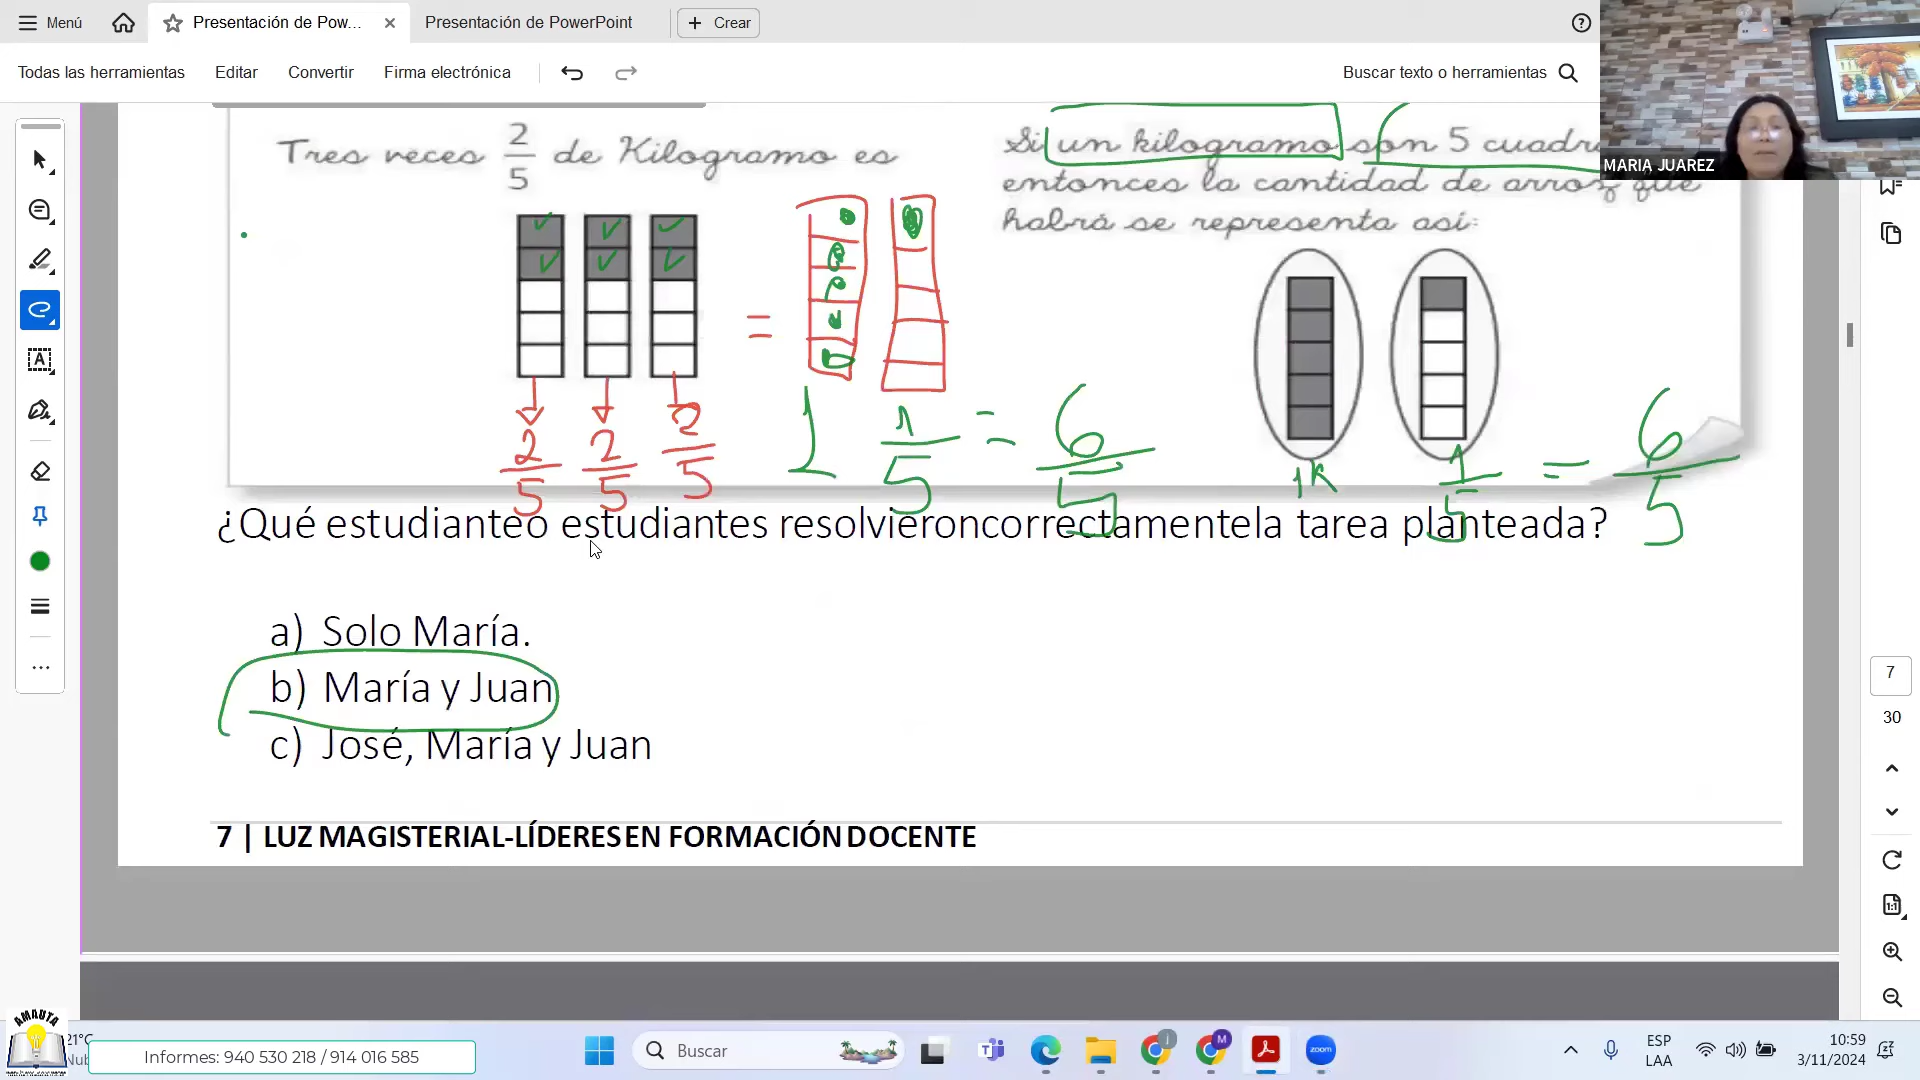 Menú
Presentación de Pow...
Presentación de PowerPoint
Crear
Todas las herramientas
Editar
Convertir
Firma electrónica
Buscar texto o herramientas
MARIA JUAREZ
Tres veces 2/5 de Kilogramo es
Si un kilogramo son 5 cuadr
entonces la cantidad de arroz que
habrá se representa así:
=
2/5 2/5 2/5
1 1/5 = 6/5
1K 1/5 = 6/5
¿Qué estudianteo estudiantes resolvieroncorrectamentela tarea planteada?
a) Solo María.
b) María y Juan
c) José, María y Juan
7 | LUZ MAGISTERIAL-LÍDERES EN FORMACIÓN DOCENTE
7
30
AMAUTA
21°C
Nub
Informes: 940 530 218 / 914 016 585
Buscar
zoom
ESP
LAA
10:59
3/11/2024